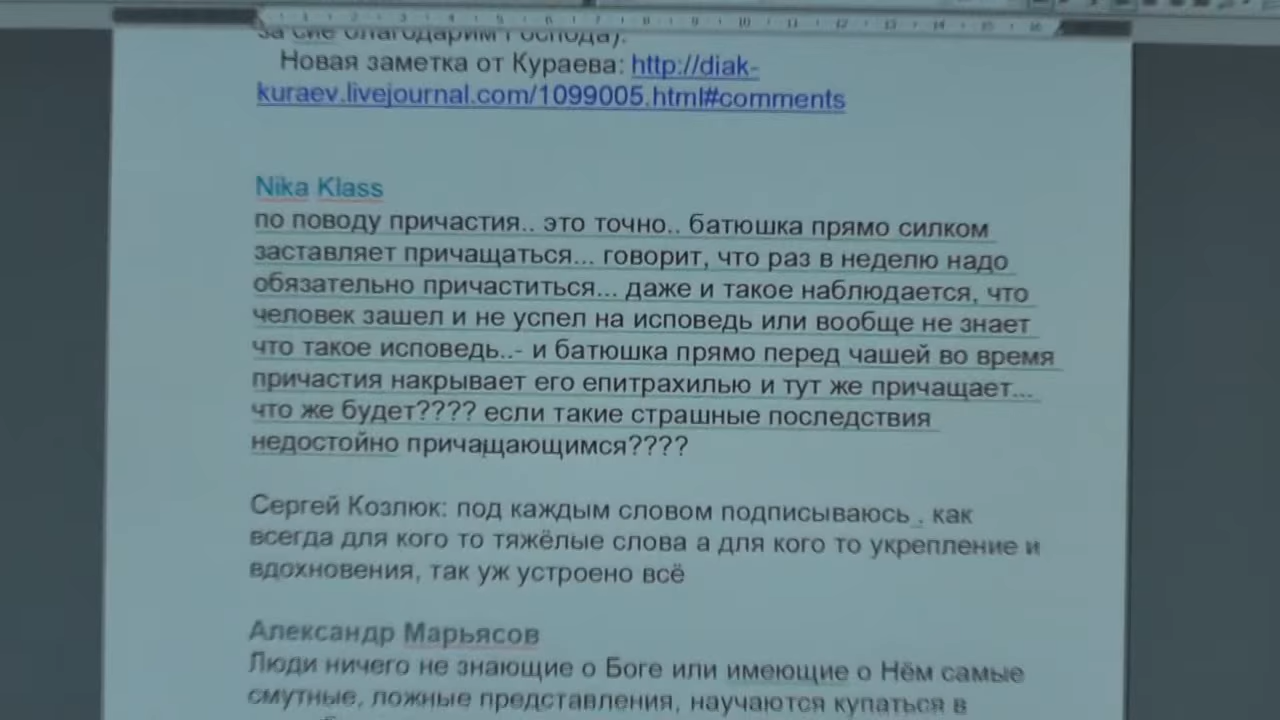 за сие благодарим Господа).
Новая заметка от Кураева: http://diak-
kuraev.livejournal.com/1099005.html#comments
Nika Klass
по поводу причастия.. это точно.. батюшка прямо силком
заставляет причащаться... говорит, что раз в неделю надо
обязательно причаститься... даже и такое наблюдается, что
человек зашел и не успел на исповедь или вообще не знает
что такое исповедь..- и батюшка прямо перед чашей во время
причастия накрывает его епитрахилью и тут же причащает...
что же будет???? если такие страшные последствия
недостойно причащающимся????
Сергей Козлюк: под каждым словом подписываюсь , как
всегда для кого то тяжёлые слова а для кого то укрепление и
вдохновения, так уж устроено всё
Александр Марьясов
Люди ничего не знающие о Боге или имеющие о Нём самые
смутные, ложные представления, научаются купаться в